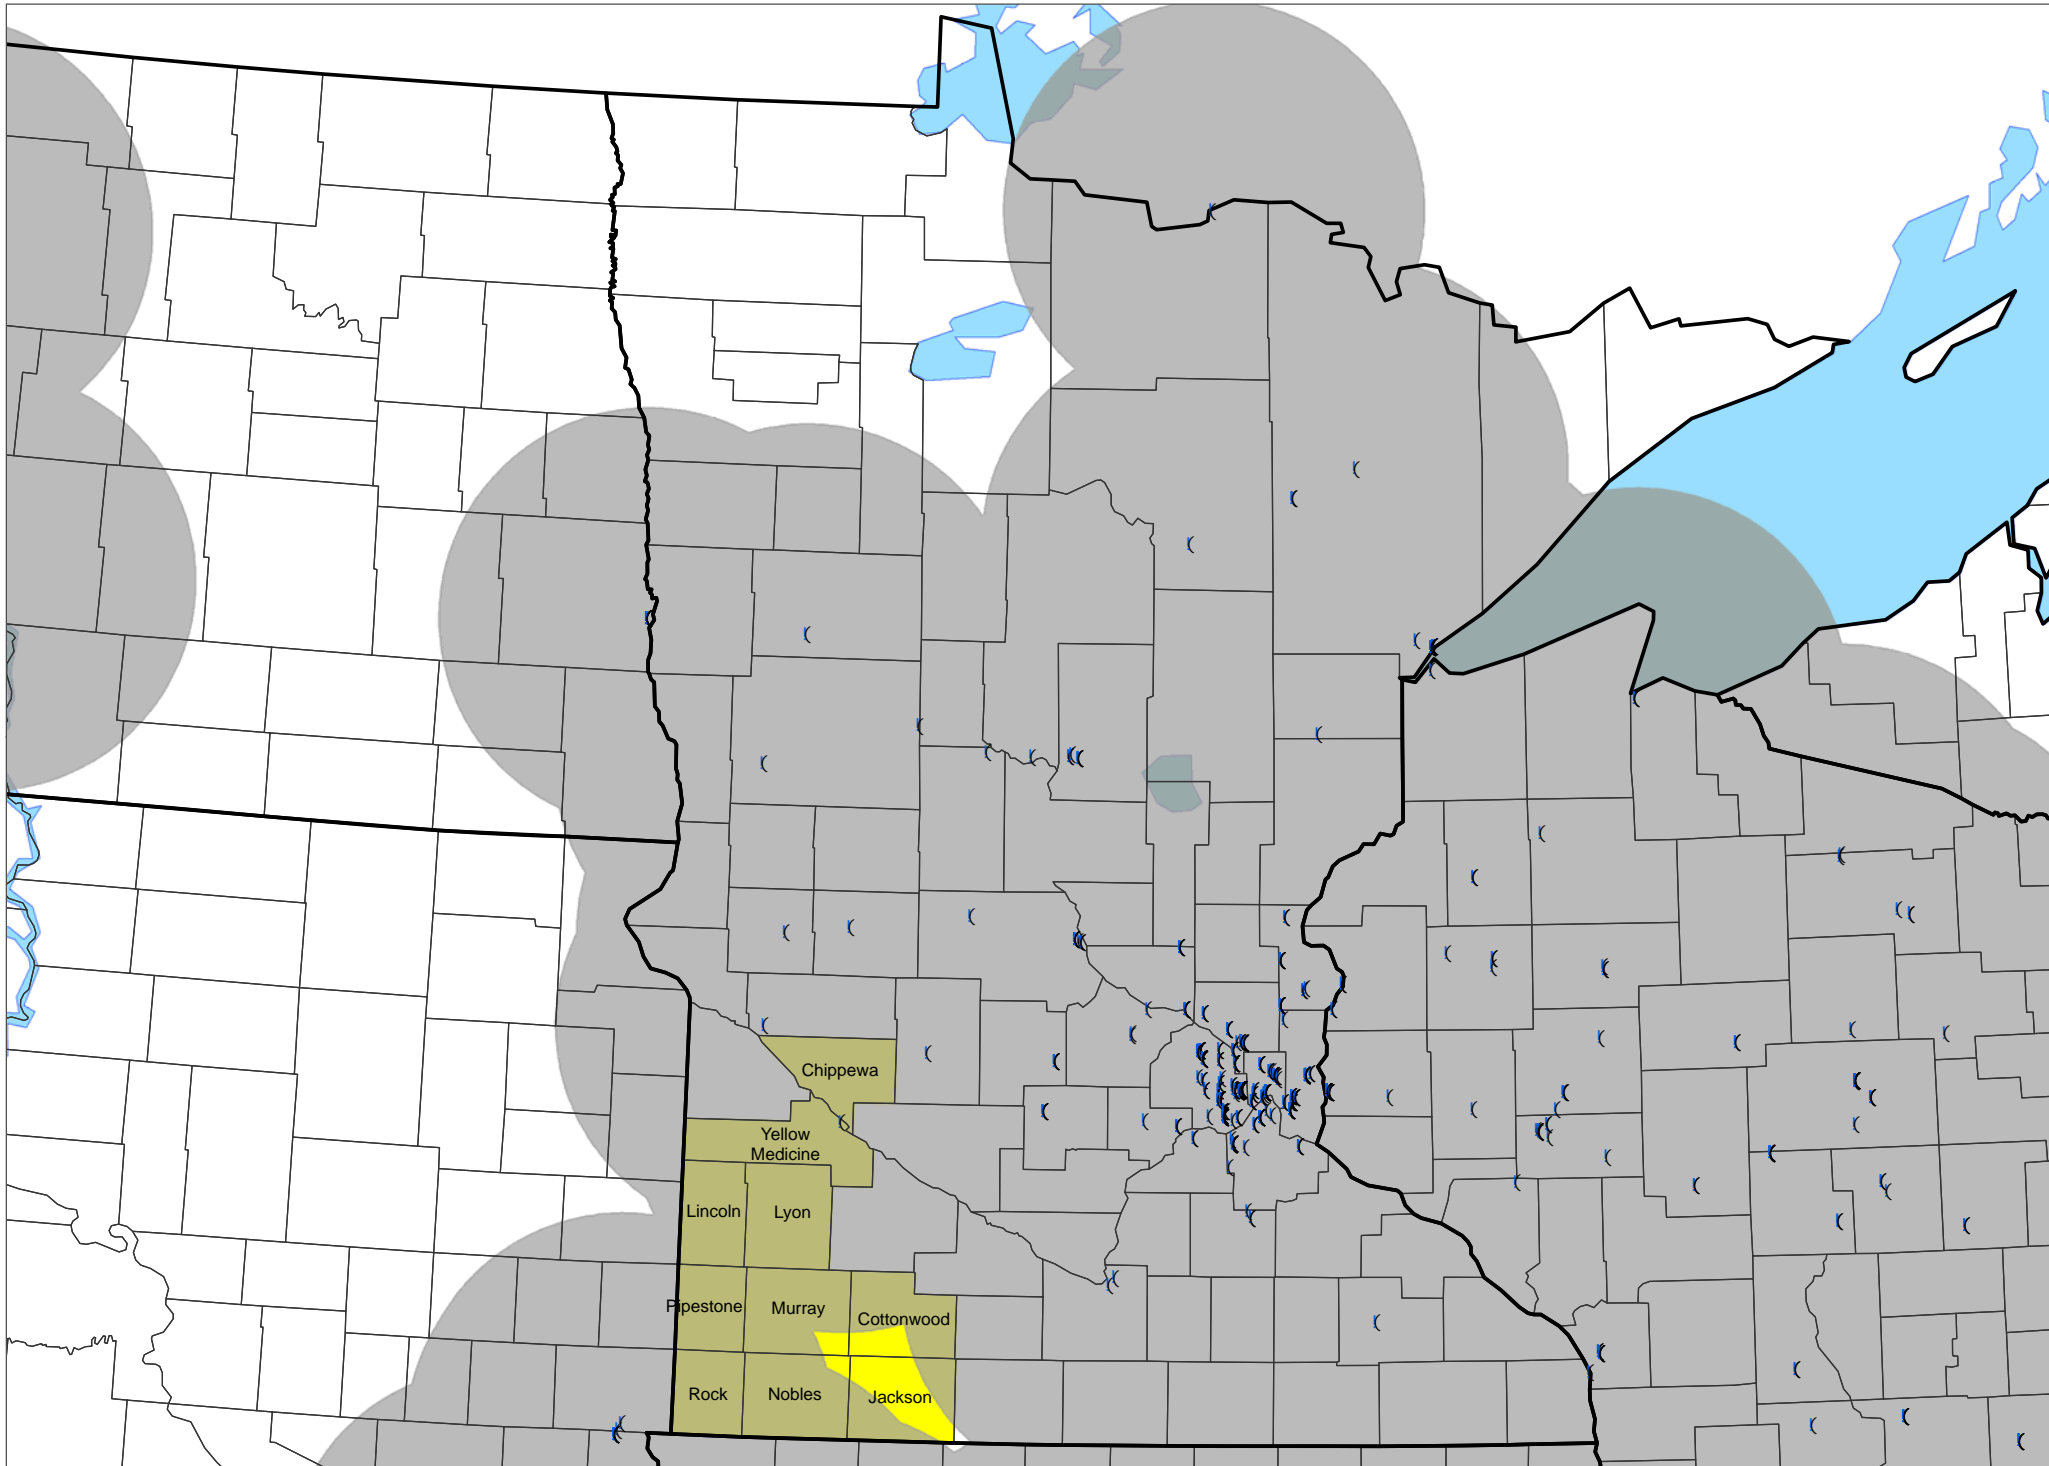 Chippewa
Yellow
Medicine
Lincoln
Lyon
Pipestone
Murray
Cottonwood
Rock
Nobles
Jackson